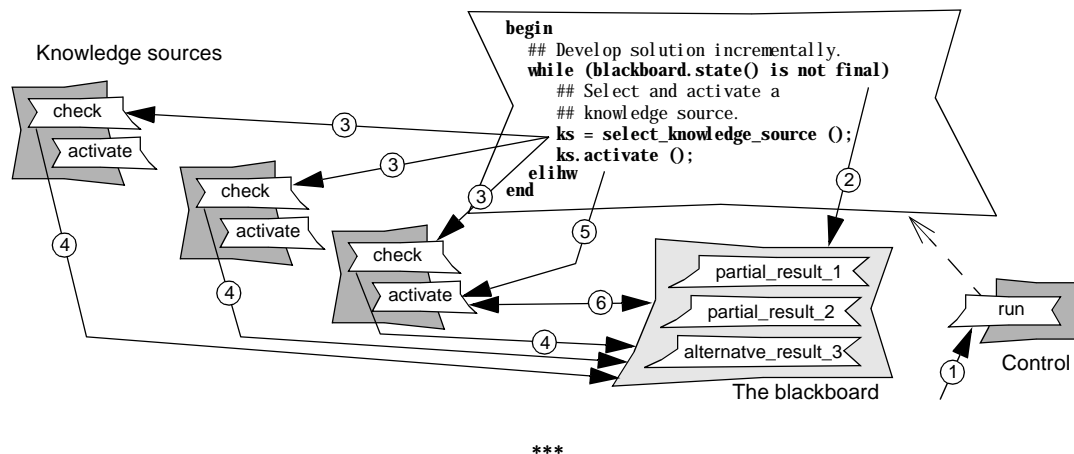 Knowledge sources
begin
## Develop solution incrementally.
while (blackboard.state() is not final)
## Select and activate a
## knowledge source.
ks = select_knowledge_source ();
ks.activate ();
elihw
end
check
activate
check
activate
check
activate
3
3
3
2
4
4
4
5
6
1
partial_result_1
partial_result_2
alternatve_result_3
The blackboard
run
Control
***